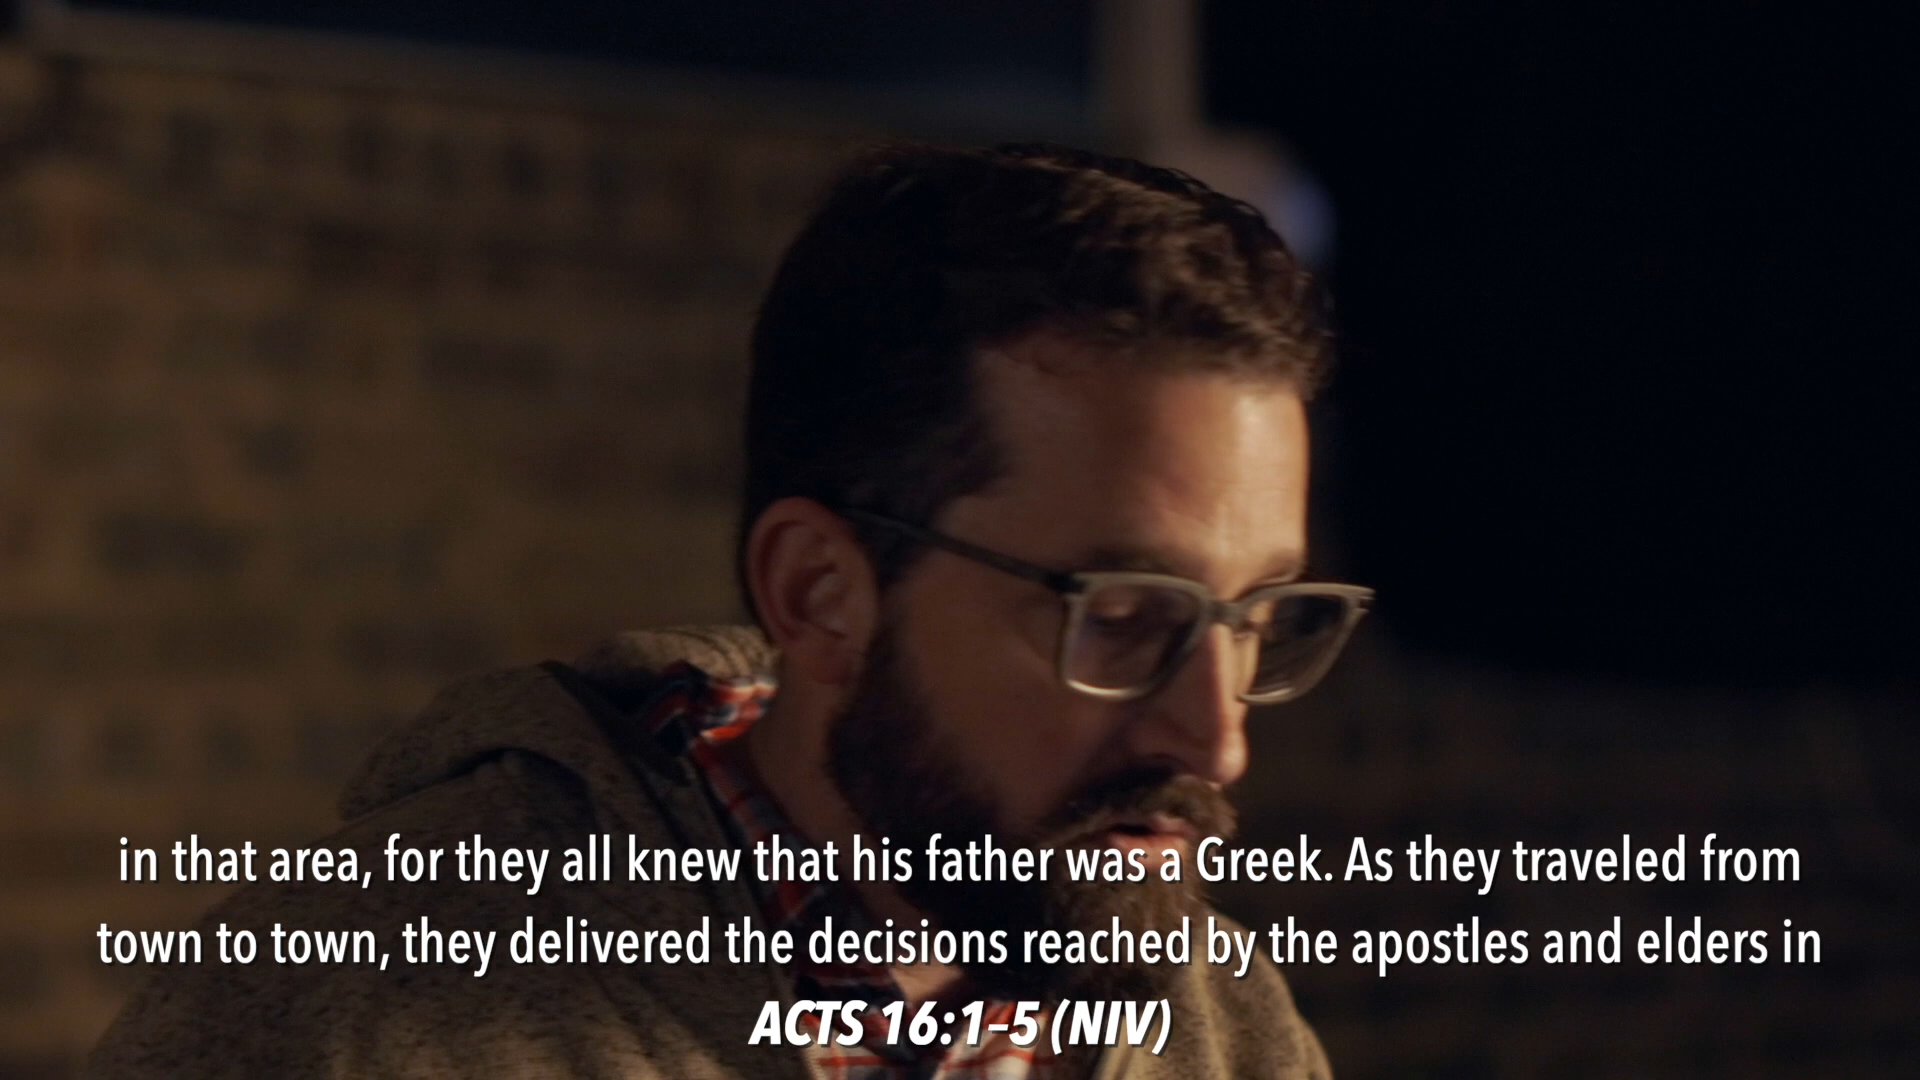 in that area, for they all knew that his father was a Greek. As they traveled from
town to town, they delivered the decisions reached by the apostles and elders in
ACTS 16:1–5 (NIV)